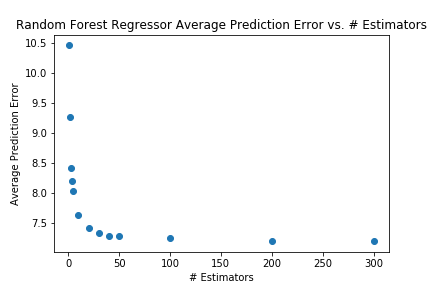 Random Forest Regressor Average Prediction Error vs. # Estimators
10.5
10.0
9.5
9.0
8.5
8.0
7.5
Average Prediction Error
0 50 100 150 200 250 300
# Estimators